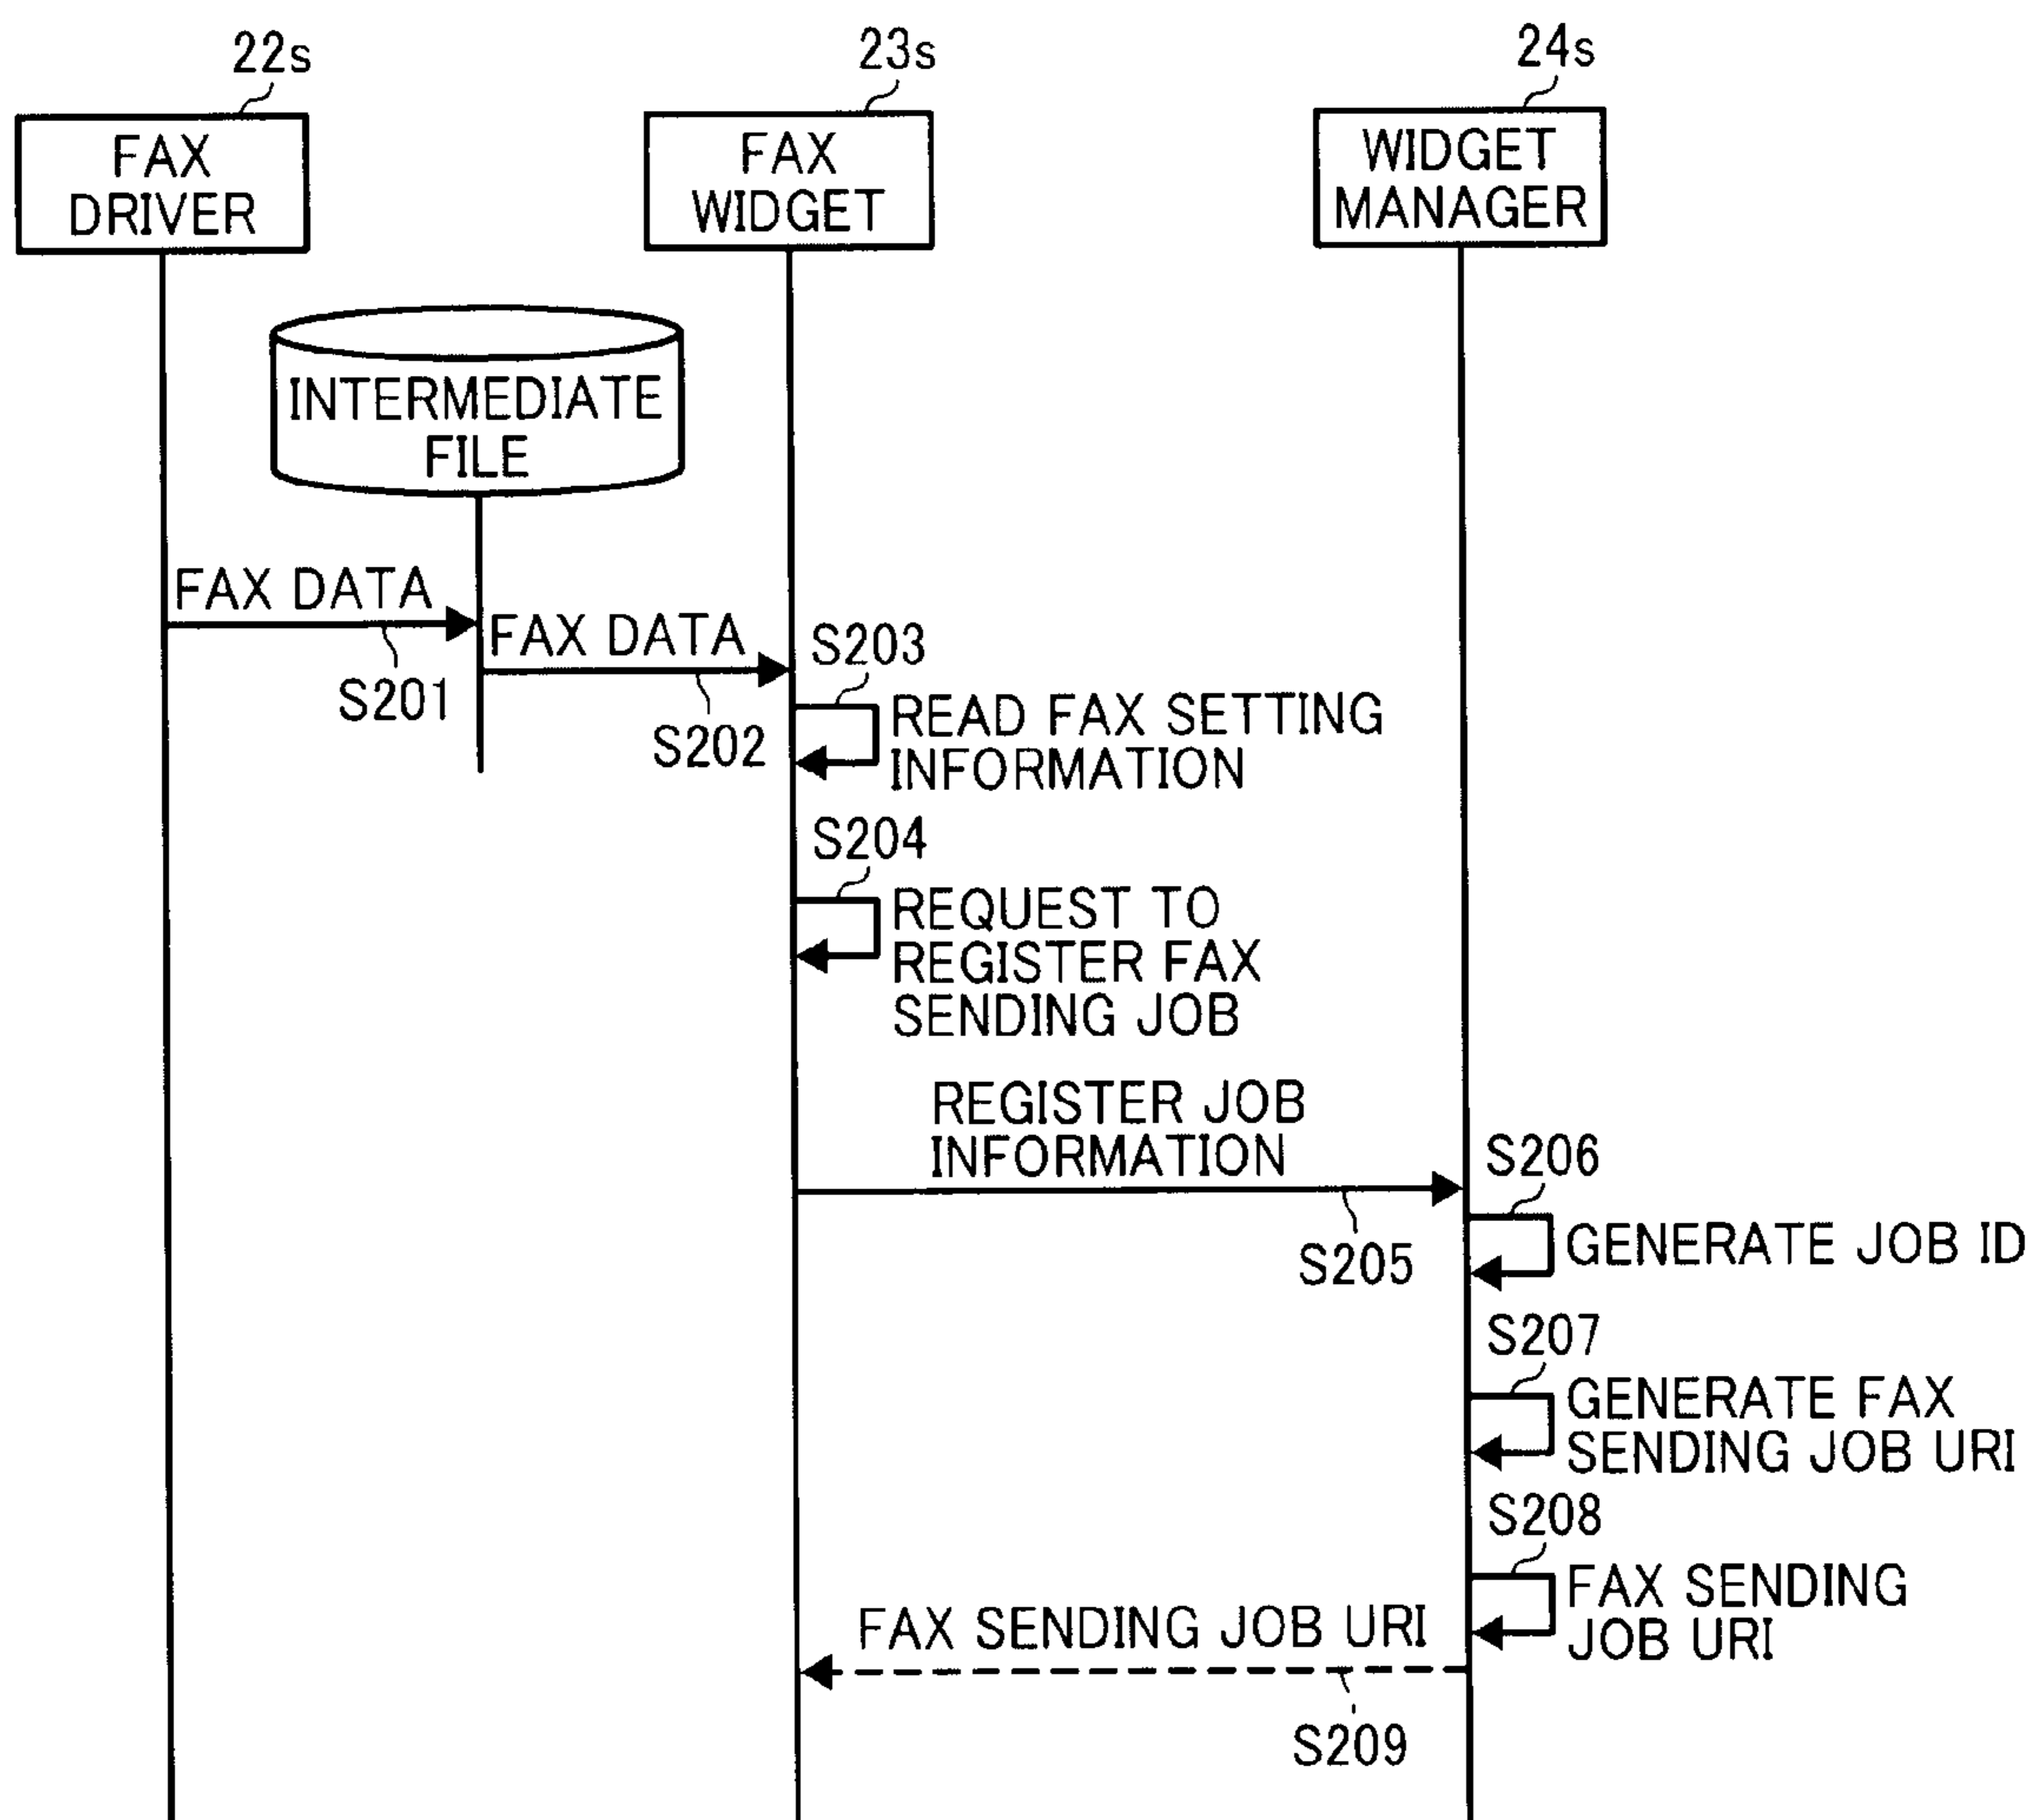 22s
23s
24s
FAX
DRIVER
FAX
WIDGET
WIDGET
MANAGER
INTERMEDIATE
FILE
FAX DATA
S201
FAX DATA
S202
S203
READ FAX SETTING
INFORMATION
S204
REQUEST TO
REGISTER FAX
SENDING JOB
REGISTER JOB
INFORMATION
S205
S206
GENERATE JOB ID
S207
GENERATE FAX
SENDING JOB URI
S208
FAX SENDING
JOB URI
FAX SENDING JOB URI
S209